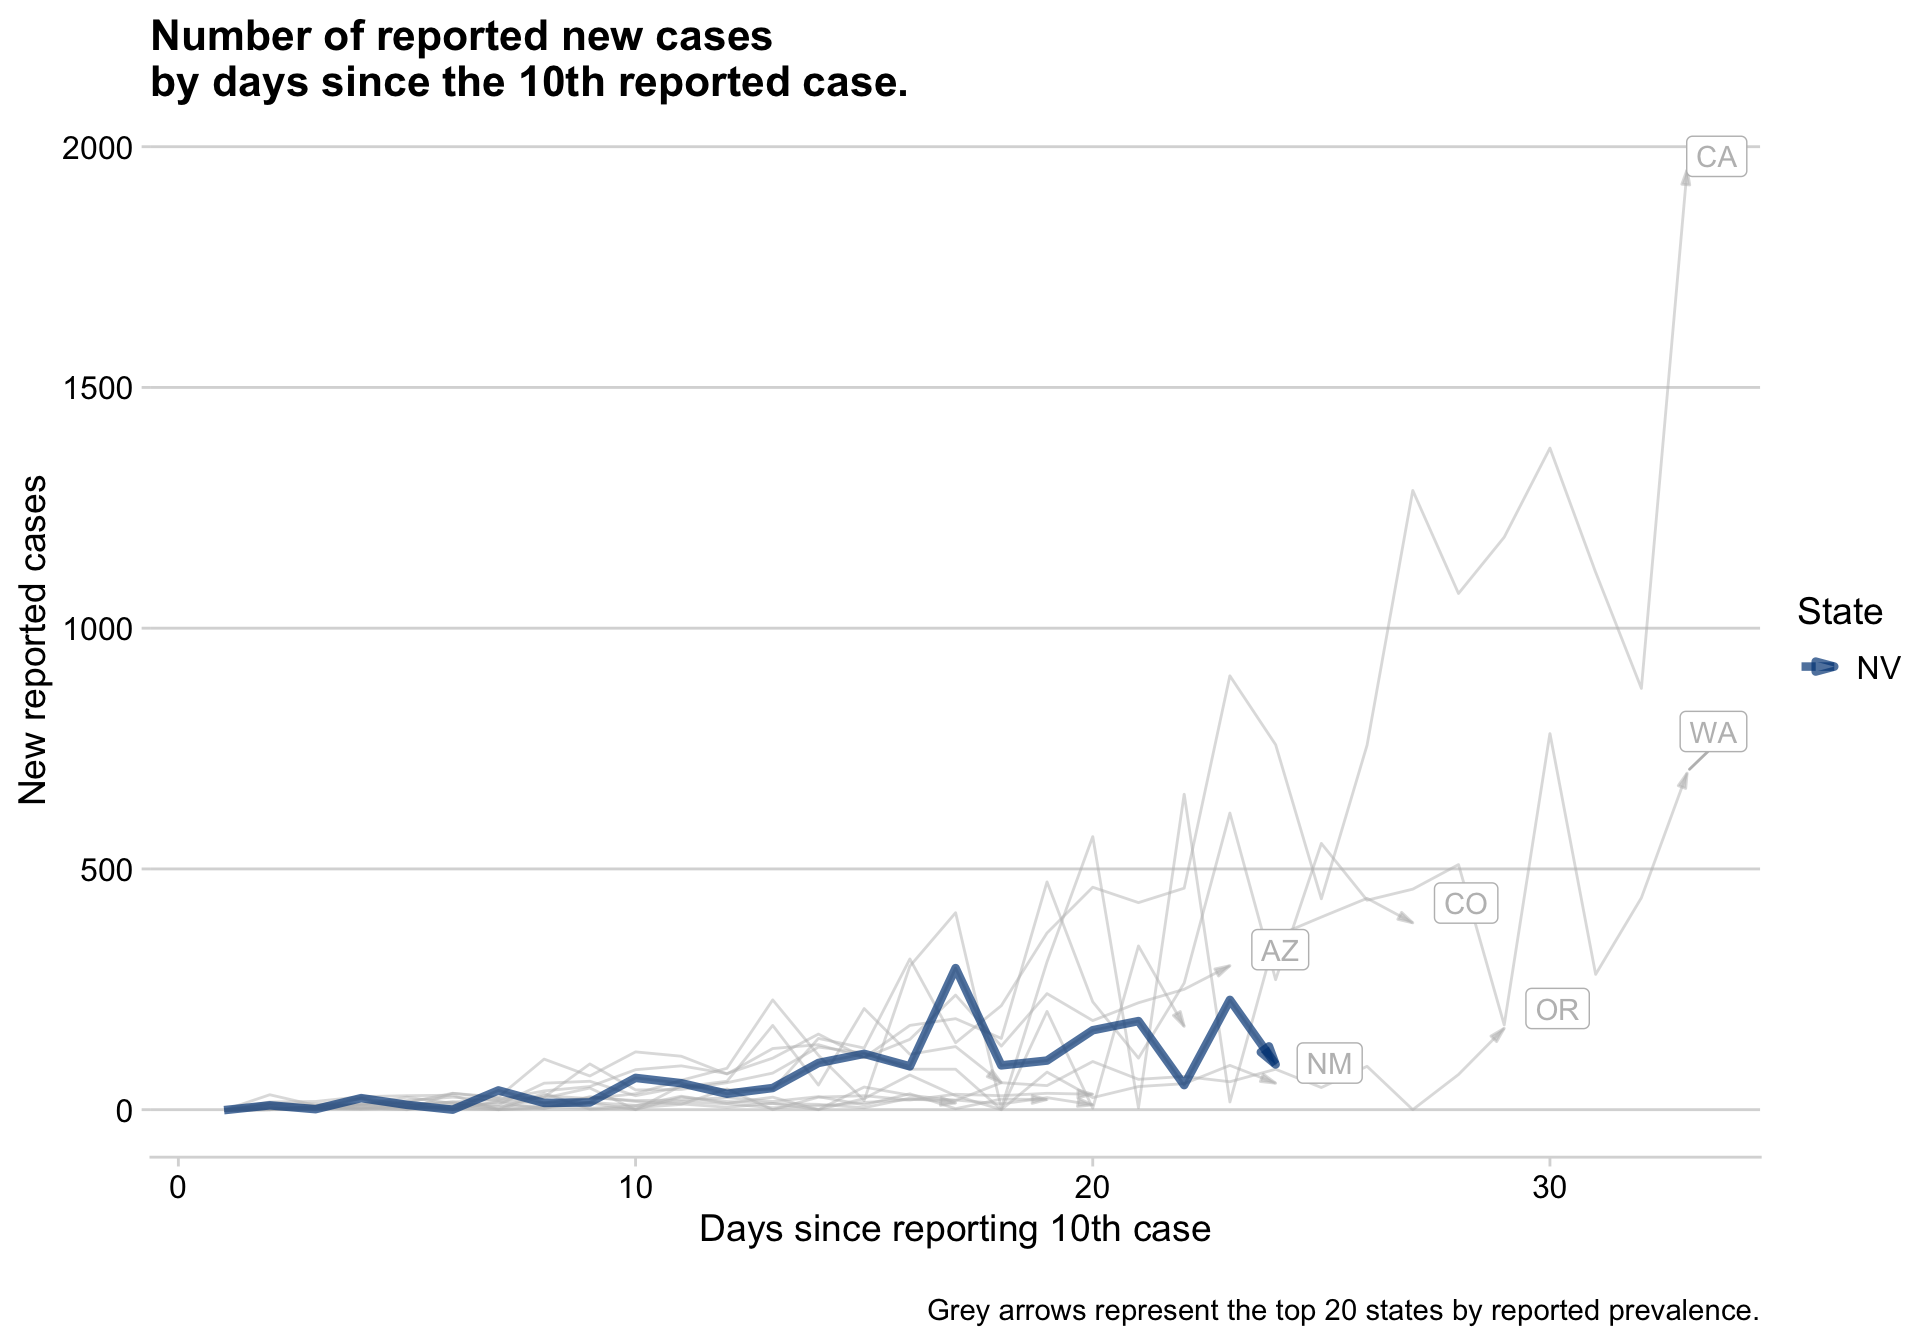 Number of reported new cases
by days since the 10th reported case.
2000
1500
1000
500
0
New reported cases
CA
WA
CO
AZ
OR
NM
State
NV
0 10 20 30
Days since reporting 10th case
Grey arrows represent the top 20 states by reported prevalence.